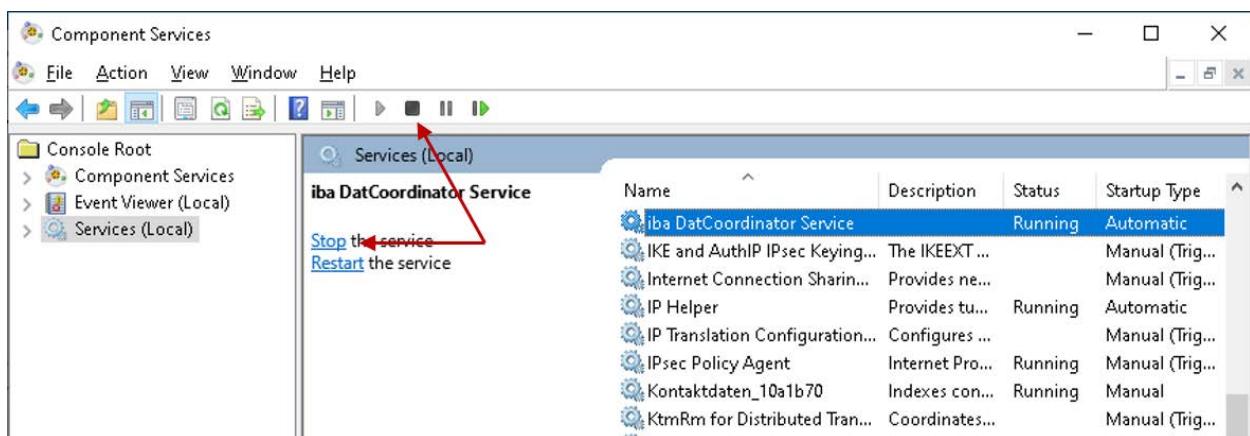 Component Services
File Action View Window Help
Console Root
Component Services
Event Viewer (Local)
Services (Local)
Services (Local)
iba DatCoordinator Service
Stop the service
Restart the service
Name Description Status Startup Type
iba DatCoordinator Service Running Automatic
IKE and AuthIP IPsec Keying... The IKEEXT ... Manual (Trig...
Internet Connection Sharin... Provides ne... Manual (Trig...
IP Helper Provides tu... Running Automatic
IP Translation Configuration... Configures ... Manual (Trig...
IPsec Policy Agent Internet Pro... Running Manual (Trig...
Kontaktdaten_10a1b70 Indexes con... Running Manual
KtmRm for Distributed Tran... Coordinates... Manual (Trig...